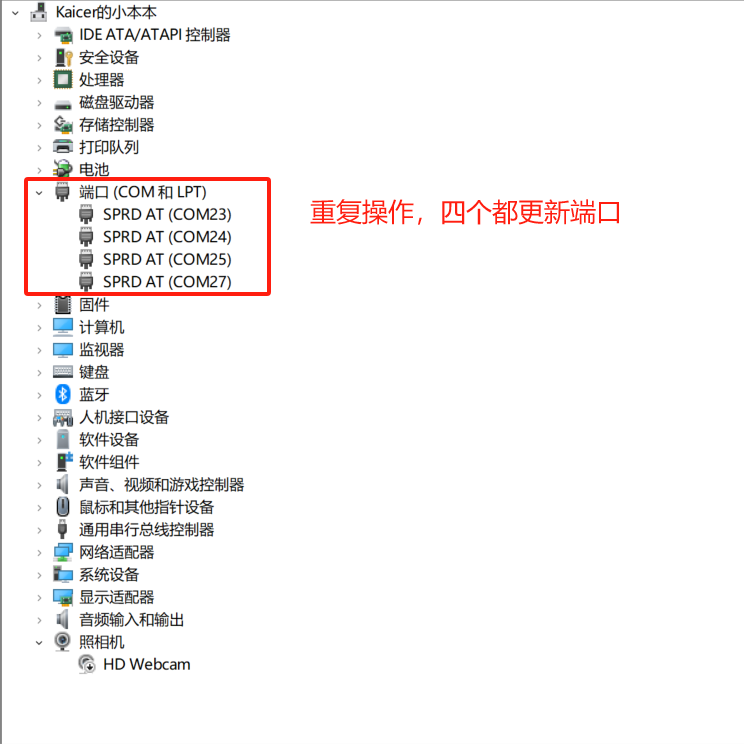 Kaicer的小本本
IDE ATA/ATAPI 控制器
安全设备
处理器
磁盘驱动器
存储控制器
打印队列
电池
端口 (COM 和 LPT)
SPRD AT (COM23)
重复操作，四个都更新端口
SPRD AT (COM24)
SPRD AT (COM25)
SPRD AT (COM27)
固件
计算机
监视器
键盘
蓝牙
人机接口设备
软件设备
软件组件
声音、视频和游戏控制器
鼠标和其他指针设备
通用串行总线控制器
网络适配器
系统设备
显示适配器
音频输入和输出
照相机
HD Webcam